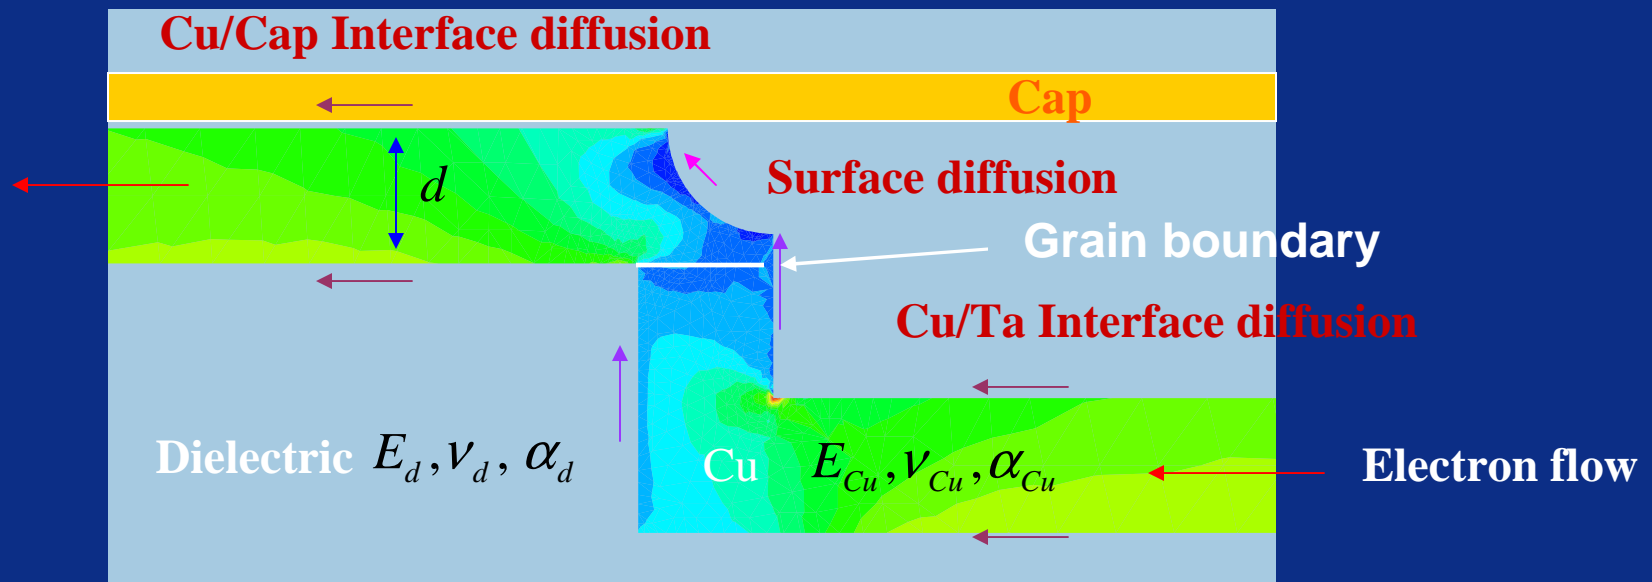 Cu/Cap Interface diffusion
Cap
d
Surface diffusion
Grain boundary
Cu/Ta Interface diffusion
Dielectric E_d, ν_d, α_d
Cu E_Cu, ν_Cu, α_Cu
Electron flow